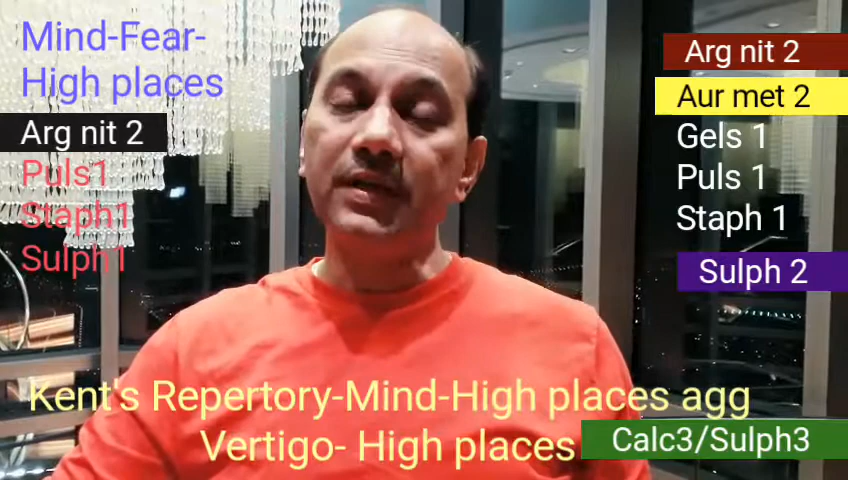 Mind-Fear-
High places
Arg nit 2
Puls1
Staph1
Sulph1
Arg nit 2
Aur met 2
Gels 1
Puls 1
Staph 1
Sulph 2
Kent's Repertory-Mind-High places agg
Vertigo- High places
Calc3/Sulph3